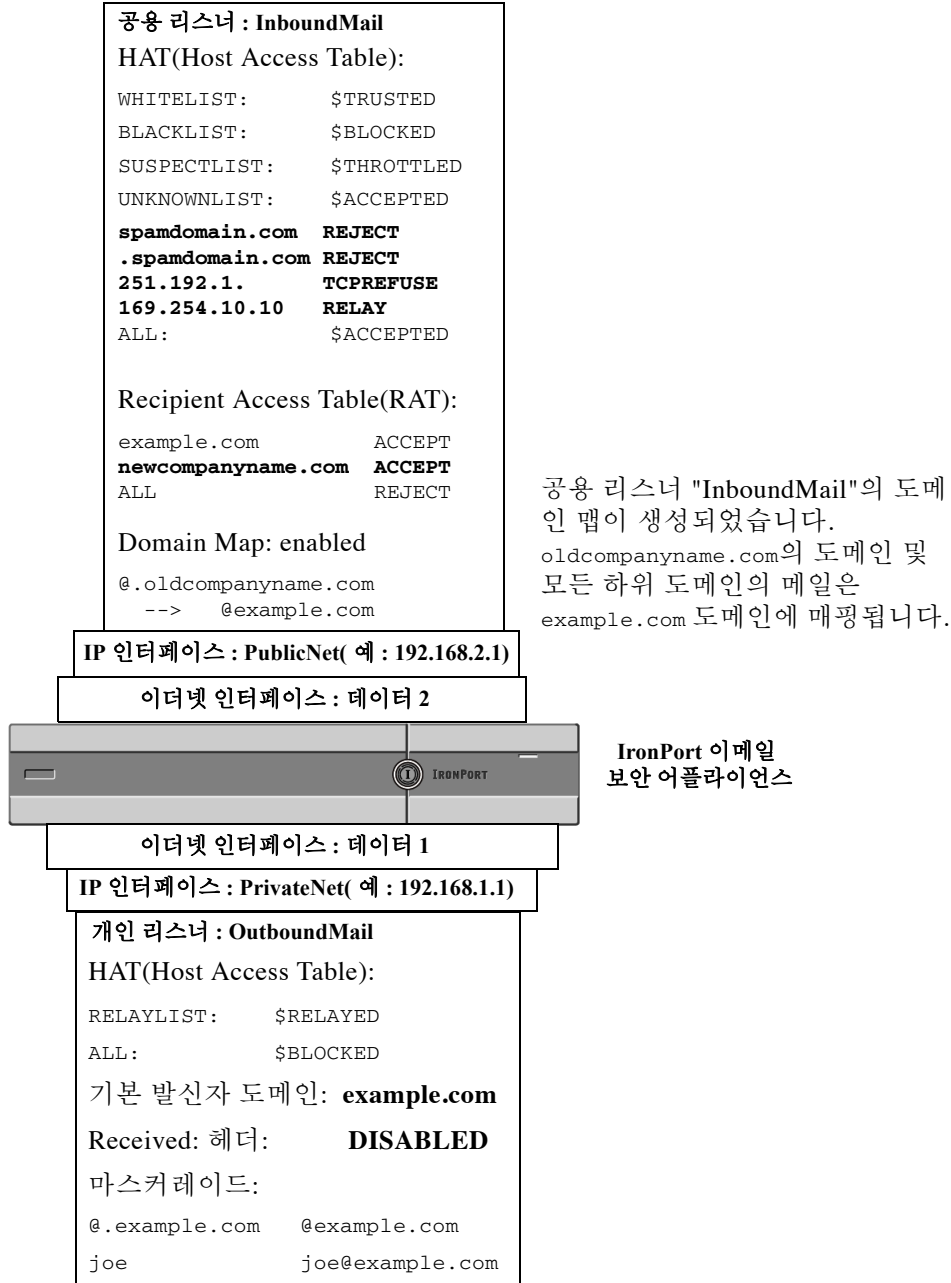 공용 리스너 : InboundMail
HAT(Host Access Table):
WHITELIST: $TRUSTED
BLACKLIST: $BLOCKED
SUSPECTLIST: $THROTTLED
UNKNOWNLIST: $ACCEPTED
spamdomain.com REJECT
.spamdomain.com REJECT
251.192.1. TCPREFUSE
169.254.10.10 RELAY
ALL: $ACCEPTED
Recipient Access Table(RAT):
example.com ACCEPT
newcompanyname.com ACCEPT
ALL REJECT
Domain Map: enabled
@.oldcompanyname.com
--> @example.com
공용 리스너 "InboundMail"의 도메
인 맵이 생성되었습니다.
oldcompanyname.com의 도메인 및
모든 하위 도메인의 메일은
example.com 도메인에 매핑됩니다.
IP 인터페이스 : PublicNet( 예 : 192.168.2.1)
이더넷 인터페이스 : 데이터 2
IRONPORT
IronPort 이메일
보안 어플라이언스
이더넷 인터페이스 : 데이터 1
IP 인터페이스 : PrivateNet( 예 : 192.168.1.1)
개인 리스너 : OutboundMail
HAT(Host Access Table):
RELAYLIST: $RELAYED
ALL: $BLOCKED
기본 발신자 도메인: example.com
Received: 헤더: DISABLED
마스커레이드:
@.example.com @example.com
joe joe@example.com